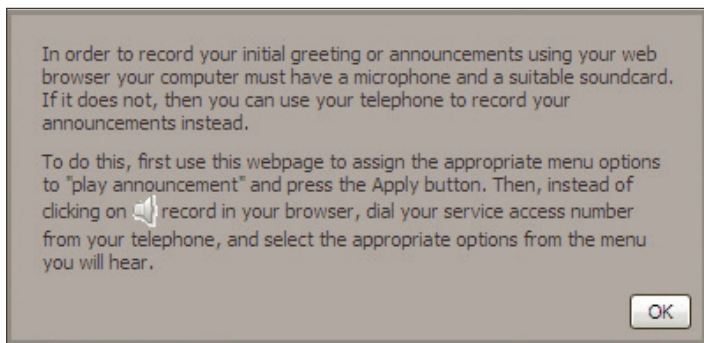 In order to record your initial greeting or announcements using your web
browser your computer must have a microphone and a suitable soundcard.
If it does not, then you can use your telephone to record your
announcements instead.
To do this, first use this webpage to assign the appropriate menu options
to "play announcement" and press the Apply button. Then, instead of
clicking on record in your browser, dial your service access number
from your telephone, and select the appropriate options from the menu
you will hear.
OK